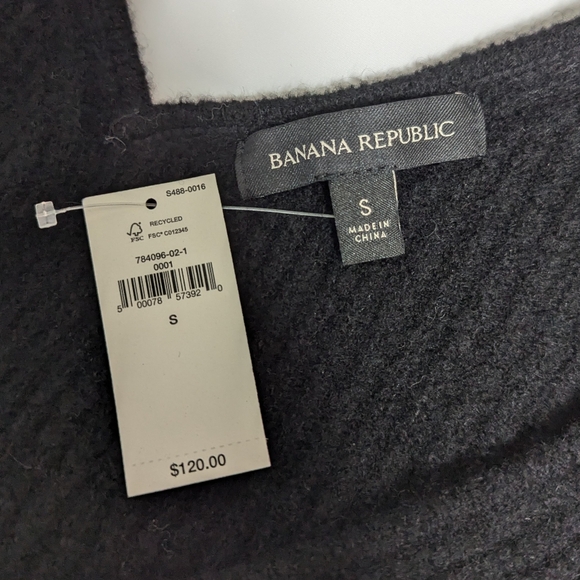 BANANA REPUBLIC
S
MADE IN
CHINA
S488-0016
FSC
RECYCLED
FSC® C012345
784096-02-1
0001
5 00078 57392 0
S
$120.00